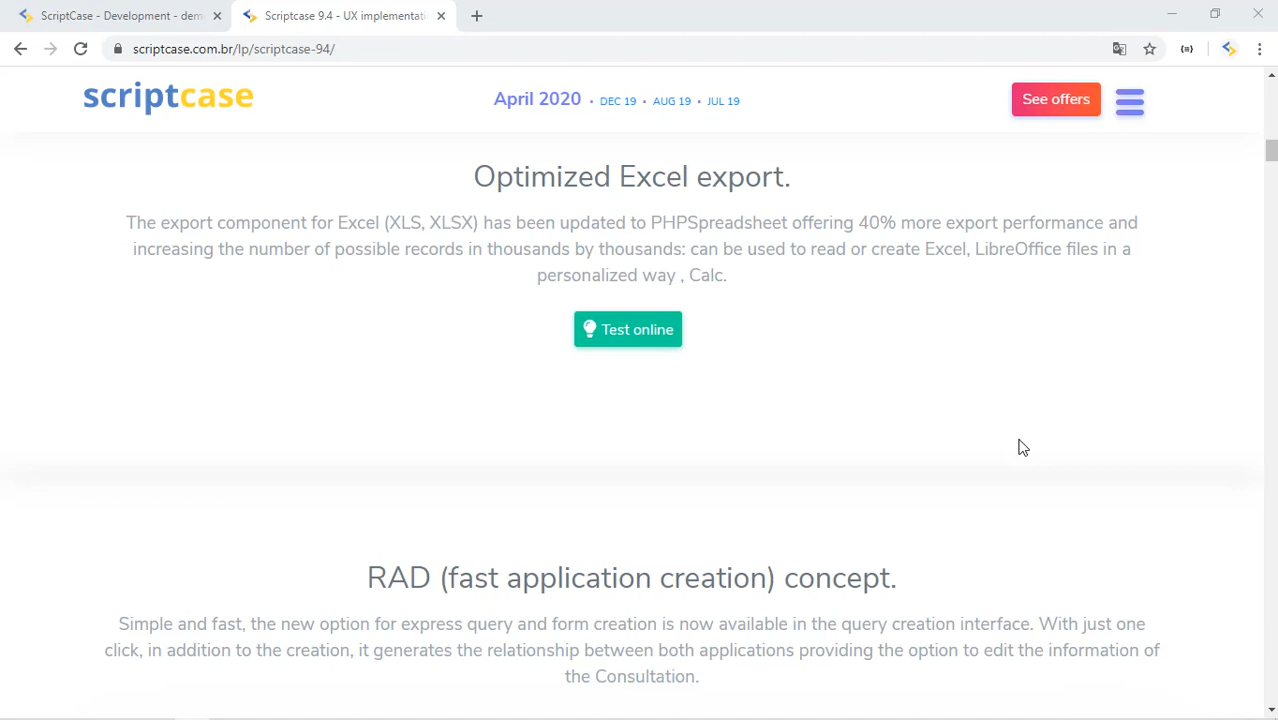 ScriptCase - Development - dem
Scriptcase 9.4 - UX implementati
scriptcase.com.br/lp/scriptcase-94/
scriptcase
April 2020 • DEC 19 • AUG 19 • JUL 19
See offers
Optimized Excel export.
The export component for Excel (XLS, XLSX) has been updated to PHPSpreadsheet offering 40% more export performance and
increasing the number of possible records in thousands by thousands: can be used to read or create Excel, LibreOffice files in a
personalized way , Calc.
Test online
RAD (fast application creation) concept.
Simple and fast, the new option for express query and form creation is now available in the query creation interface. With just one
click, in addition to the creation, it generates the relationship between both applications providing the option to edit the information of
the Consultation.